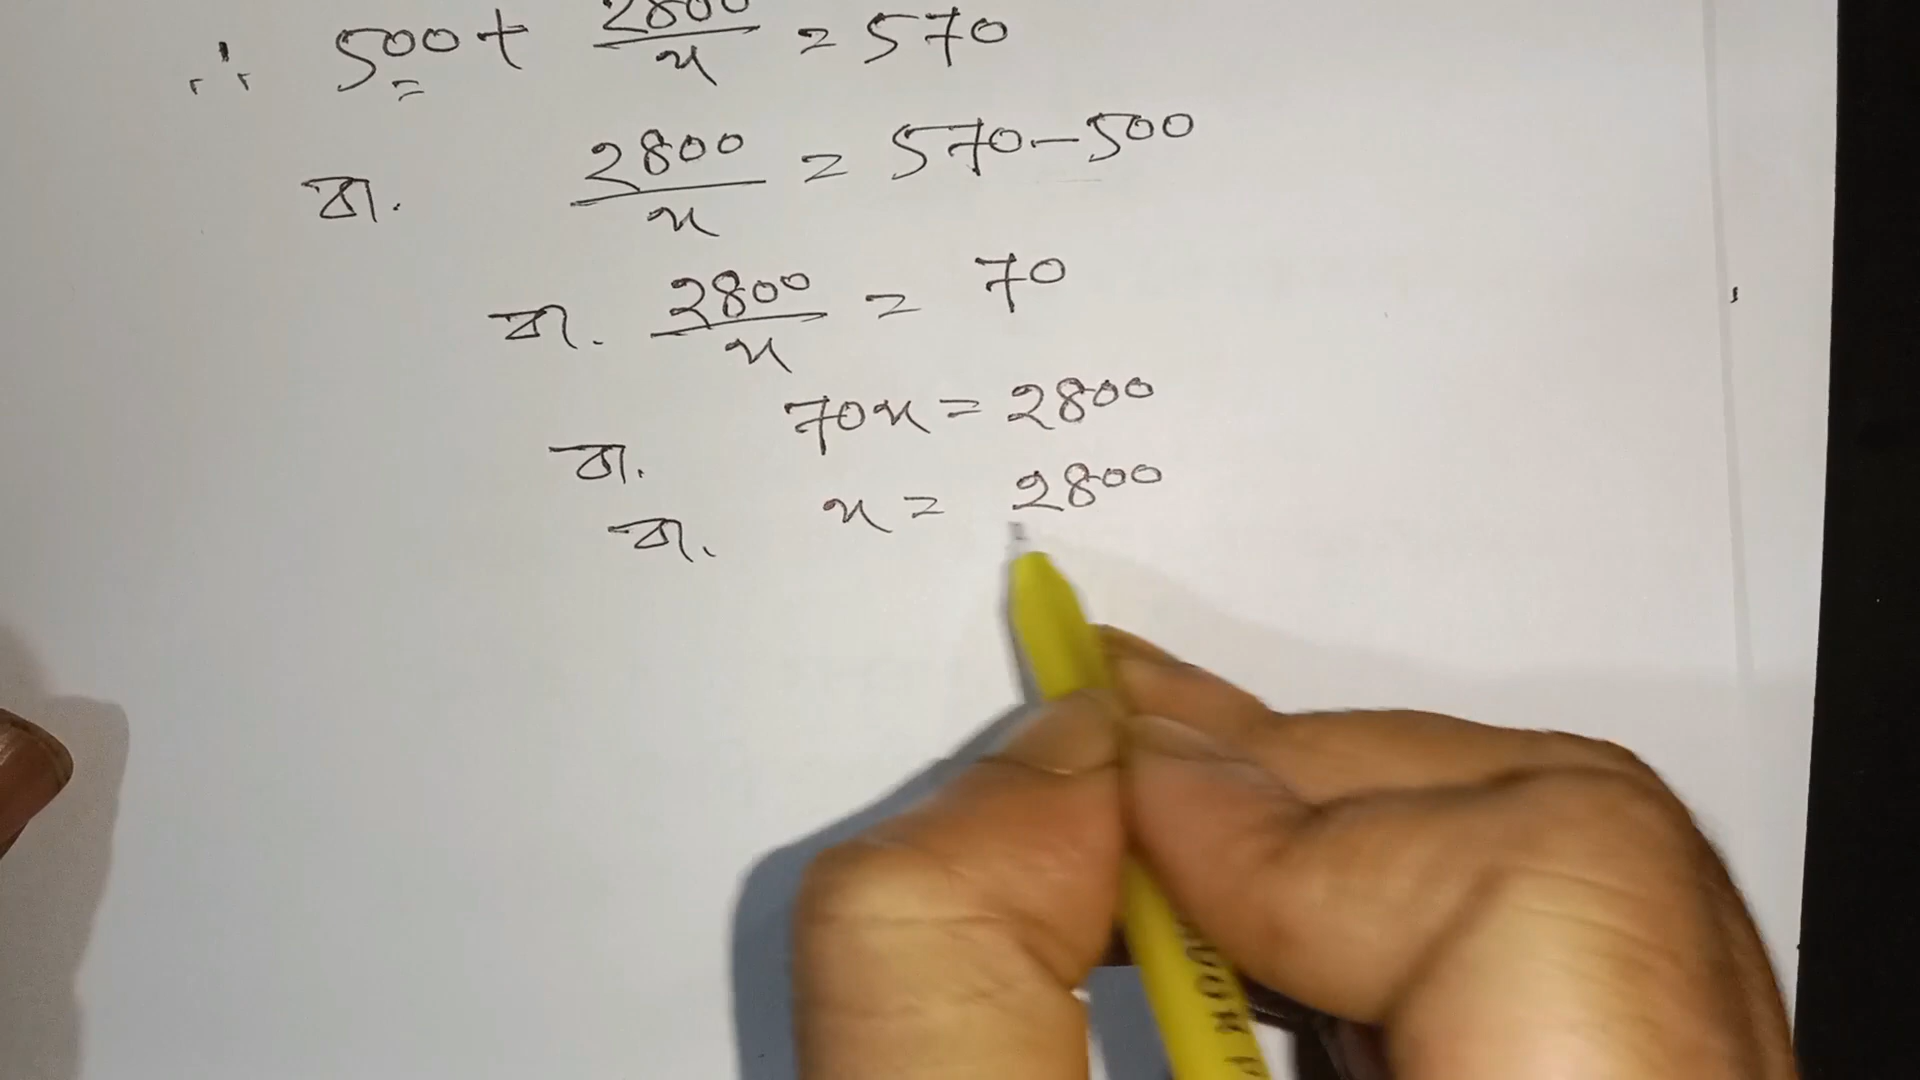 ∴ 500 + 2800/x = 570
বা. 2800/x = 570 - 500
বা. 2800/x = 70
বা. 70x = 2800
বা. x = 2800